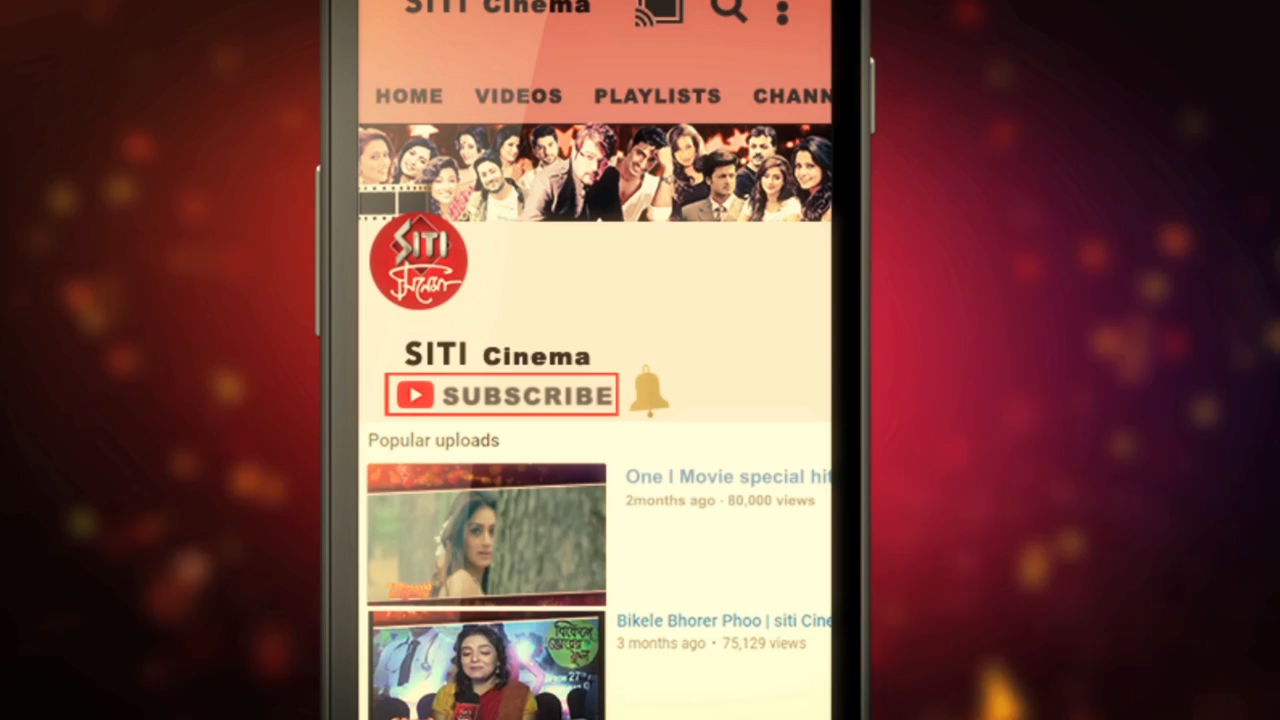 SITI Cinema
HOME VIDEOS PLAYLISTS CHANN
SITI
সিনেমা
SITI Cinema
SUBSCRIBE
Popular uploads
One I Movie special hit
2months ago · 80,000 views
Bikele Bhorer Phoo | siti Cine
3 months ago · 75,129 views
বিকেলে
ভোরের
ফুল